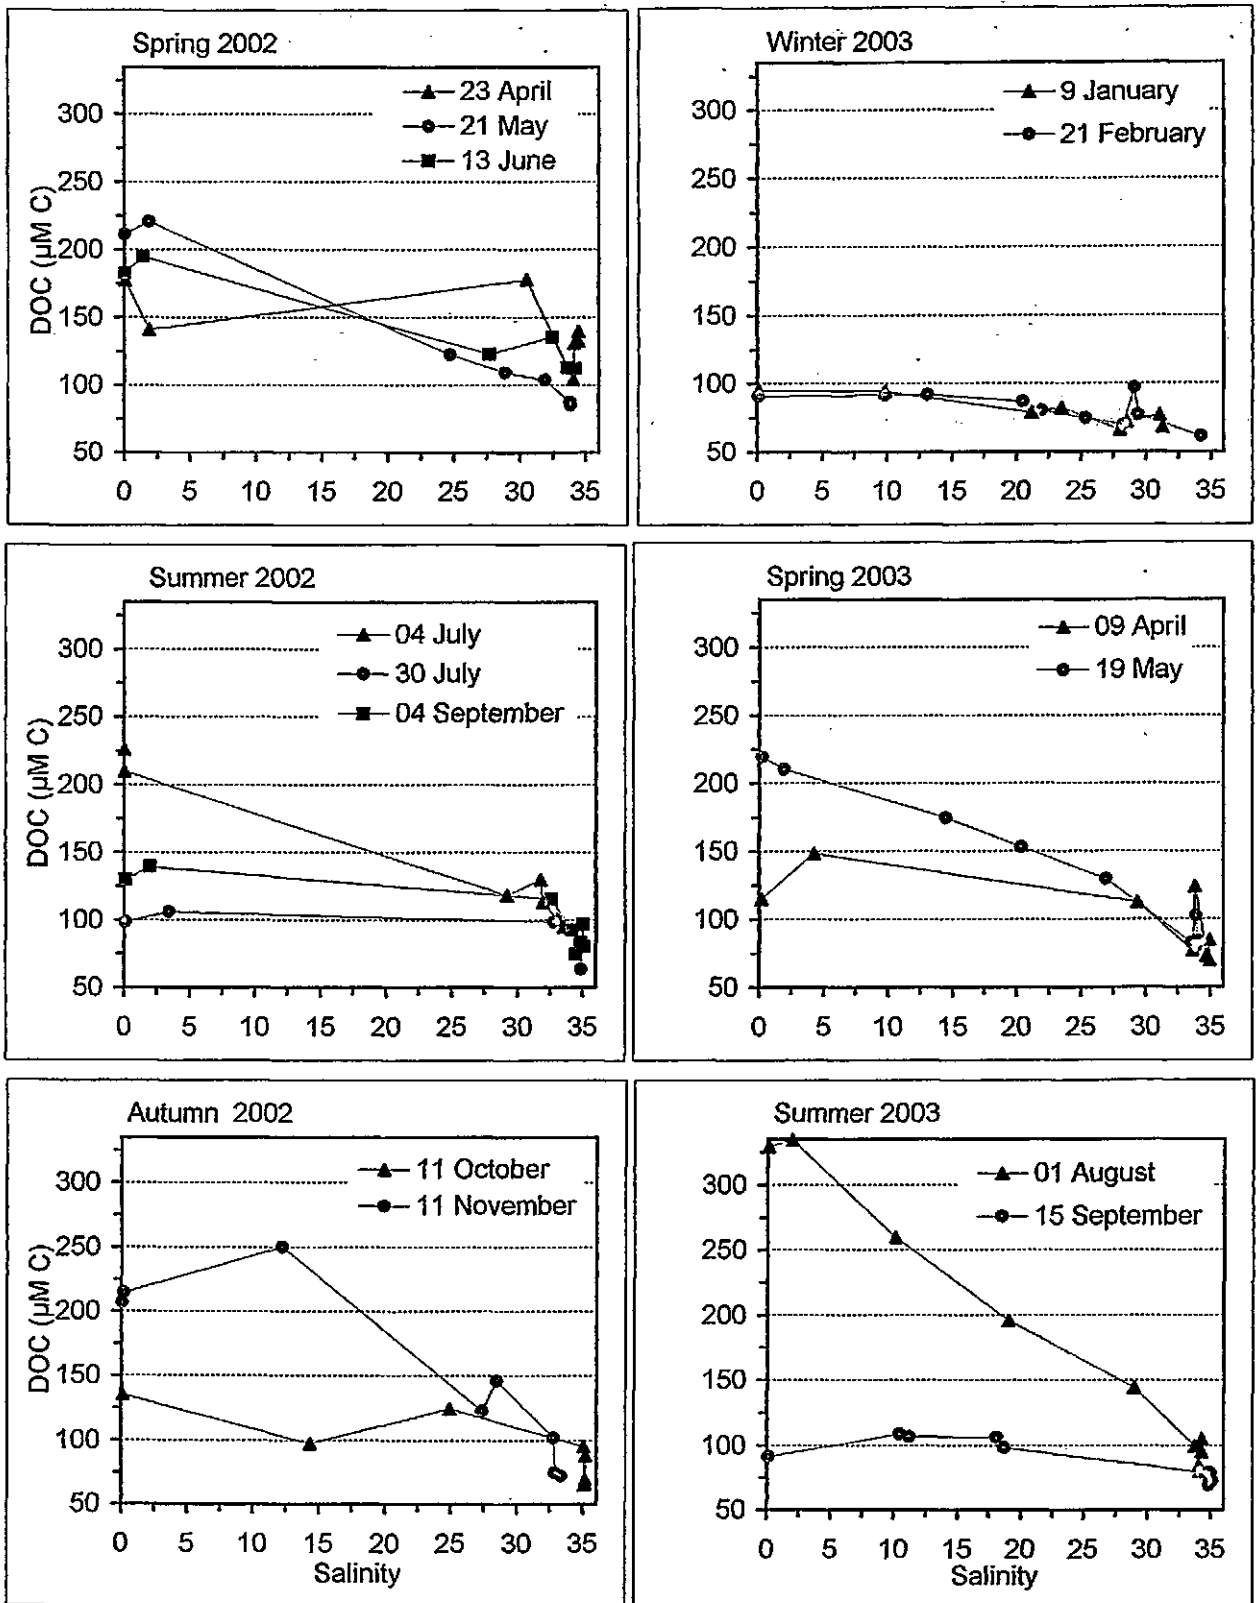 Spring 2002
23 April
21 May
13 June
DOC (µM C)
300
250
200
150
100
50
0 5 10 15 20 25 30 35
Winter 2003
9 January
21 February
300
250
200
150
100
50
0 5 10 15 20 25 30 35
Summer 2002
04 July
30 July
04 September
DOC (µM C)
300
250
200
150
100
50
0 5 10 15 20 25 30 35
Spring 2003
09 April
19 May
300
250
200
150
100
50
0 5 10 15 20 25 30 35
Autumn 2002
11 October
11 November
DOC (µM C)
300
250
200
150
100
50
0 5 10 15 20 25 30 35
Salinity
Summer 2003
01 August
15 September
300
250
200
150
100
50
0 5 10 15 20 25 30 35
Salinity